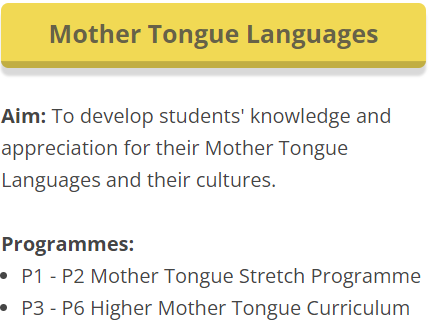 Mother Tongue Languages
Aim: To develop students' knowledge and
appreciation for their Mother Tongue
Languages and their cultures.
Programmes:
• P1 - P2 Mother Tongue Stretch Programme
• P3 - P6 Higher Mother Tongue Curriculum